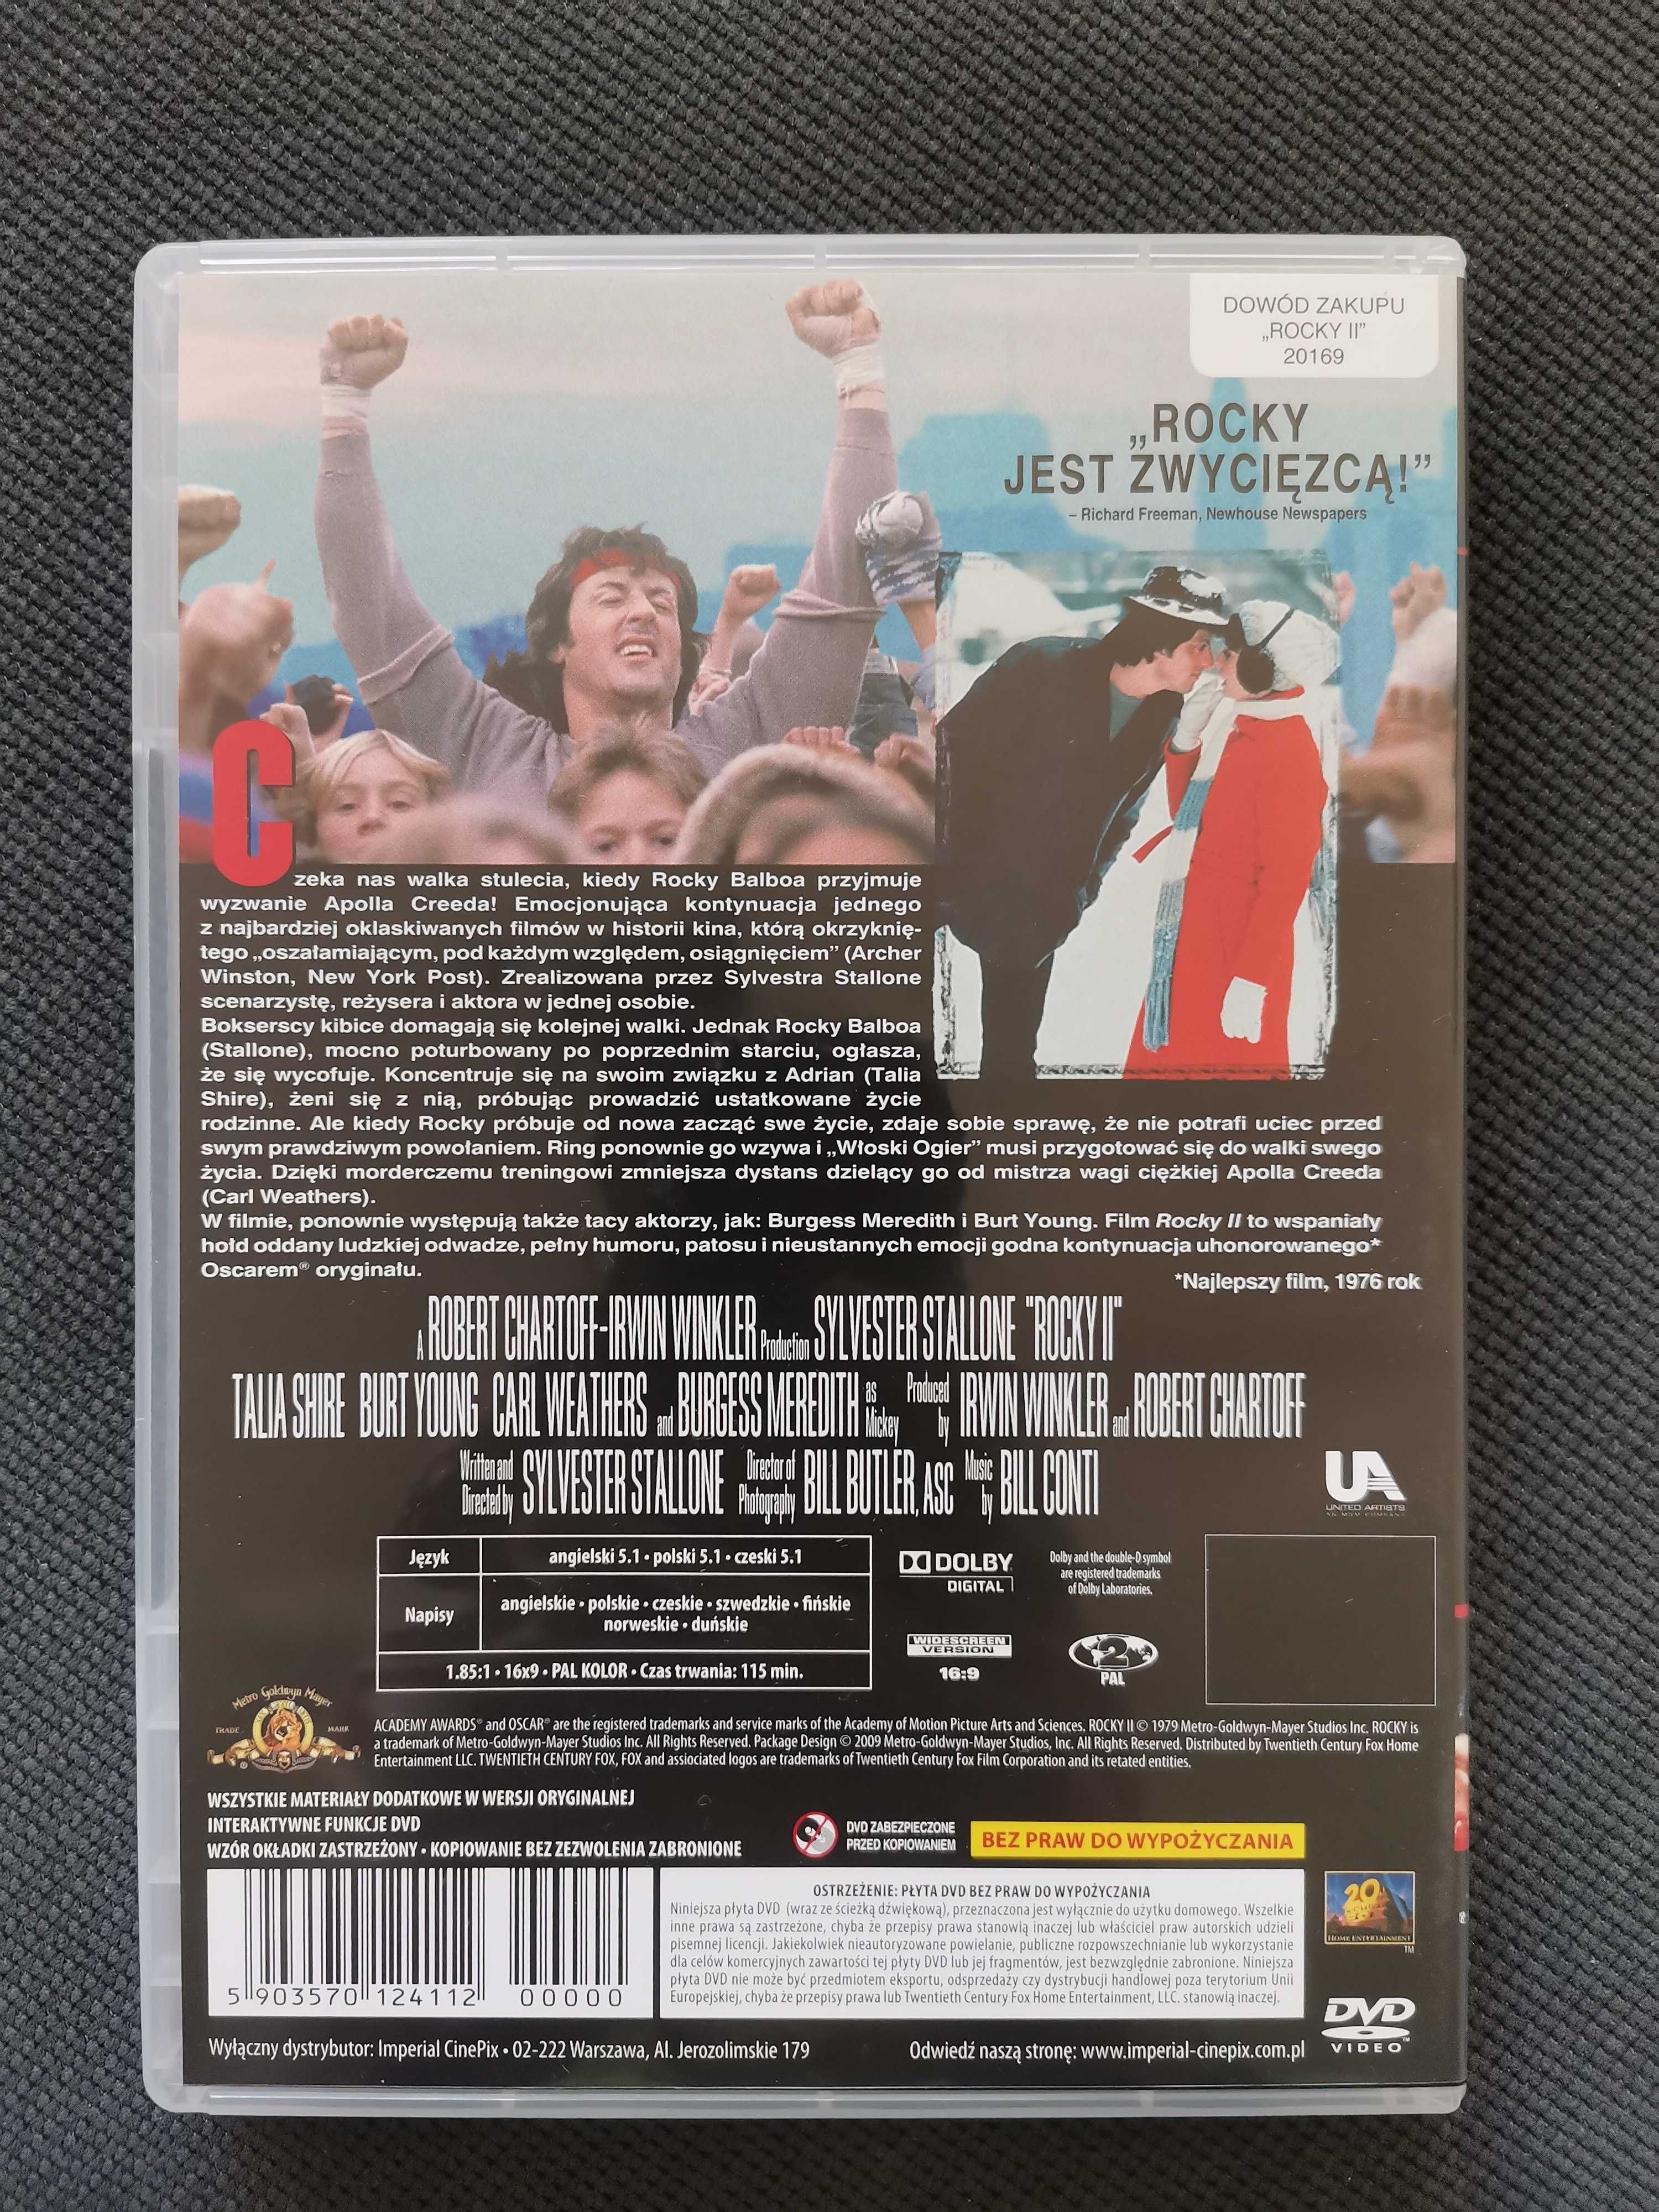 DOWÓD ZAKUPU
„ROCKY II”
20169
„ROCKY
JEST ZWYCIĘZCĄ!”
– Richard Freeman, Newhouse Newspapers
Czeka nas walka stulecia, kiedy Rocky Balboa przyjmuje
wyzwanie Apolla Creeda! Emocjonująca kontynuacja jednego
z najbardziej oklaskiwanych filmów w historii kina, którą okrzyknię-
tego „oszałamiającym, pod każdym względem, osiągnięciem” (Archer
Winston, New York Post). Zrealizowana przez Sylvestra Stallone
scenarzystę, reżysera i aktora w jednej osobie.
Bokserscy kibice domagają się kolejnej walki. Jednak Rocky Balboa
(Stallone), mocno poturbowany po poprzednim starciu, ogłasza,
że się wycofuje. Koncentruje się na swoim związku z Adrian (Talia
Shire), żeni się z nią, próbując prowadzić ustatkowane życie
rodzinne. Ale kiedy Rocky próbuje od nowa zacząć swe życie, zdaje sobie sprawę, że nie potrafi uciec przed
swym prawdziwym powołaniem. Ring ponownie go wzywa i „Włoski Ogier” musi przygotować się do walki swego
życia. Dzięki morderczemu treningowi zmniejsza dystans dzielący go od mistrza wagi ciężkiej Apolla Creeda
(Carl Weathers).
W filmie, ponownie występują także tacy aktorzy, jak: Burgess Meredith i Burt Young. Film Rocky II to wspaniały
hołd oddany ludzkiej odwadze, pełny humoru, patosu i nieustannych emocji godna kontynuacja uhonorowanego*
Oscarem® oryginału.
*Najlepszy film, 1976 rok
A ROBERT CHARTOFF-IRWIN WINKLER Production SYLVESTER STALLONE "ROCKY II"
TALIA SHIRE BURT YOUNG CARL WEATHERS and BURGESS MEREDITH as Mickey Produced by IRWIN WINKLER and ROBERT CHARTOFF
Written and Directed by SYLVESTER STALLONE Director of Photography BILL BUTLER, ASC Music by BILL CONTI
UA
UNITED ARTISTS
Język angielski 5.1 • polski 5.1 • czeski 5.1
Napisy angielskie • polskie • czeskie • szwedzkie • fińskie
norweskie • duńskie
1.85:1 • 16x9 • PAL KOLOR • Czas trwania: 115 min.
DOLBY
DIGITAL
Dolby and the double-D symbol
are registered trademarks
of Dolby Laboratories.
WIDESCREEN
VERSION
16:9
2
PAL
Metro Goldwyn Mayer
TRADE MARK
ACADEMY AWARDS® and OSCAR® are the registered trademarks and service marks of the Academy of Motion Picture Arts and Sciences. ROCKY II © 1979 Metro-Goldwyn-Mayer Studios Inc. ROCKY is
a trademark of Metro-Goldwyn-Mayer Studios Inc. All Rights Reserved. Package Design © 2009 Metro-Goldwyn-Mayer Studios, Inc. All Rights Reserved. Distributed by Twentieth Century Fox Home
Entertainment LLC. TWENTIETH CENTURY FOX, FOX and assiociated logos are trademarks of Twentieth Century Fox Film Corporation and its retated entities.
WSZYSTKIE MATERIAŁY DODATKOWE W WERSJI ORYGINALNEJ
INTERAKTYWNE FUNKCJE DVD
WZÓR OKŁADKI ZASTRZEŻONY • KOPIOWANIE BEZ ZEZWOLENIA ZABRONIONE
DVD ZABEZPIECZONE
PRZED KOPIOWANIEM
BEZ PRAW DO WYPOŻYCZANIA
OSTRZEŻENIE: PŁYTA DVD BEZ PRAW DO WYPOŻYCZANIA
Niniejsza płyta DVD (wraz ze ścieżką dźwiękową), przeznaczona jest wyłącznie do użytku domowego. Wszelkie
inne prawa są zastrzeżone, chyba że przepisy prawa stanowią inaczej lub właściciel praw autorskich udzieli
pisemnej licencji. Jakiekolwiek nieautoryzowane powielanie, publiczne rozpowszechnianie lub wykorzystanie
dla celów komercyjnych zawartości tej płyty DVD lub jej fragmentów, jest bezwzględnie zabronione. Niniejsza
płyta DVD nie może być przedmiotem eksportu, odsprzedaży czy dystrybucji handlowej poza terytorium Unii
Europejskiej, chyba że przepisy prawa lub Twentieth Century Fox Home Entertainment, LLC. stanowią inaczej.
20
HOME ENTERTAINMENT
TM
5 903570 124112 00000
DVD
VIDEO
Wyłączny dystrybutor: Imperial CinePix • 02-222 Warszawa, Al. Jerozolimskie 179
Odwiedź naszą stronę: www.imperial-cinepix.com.pl